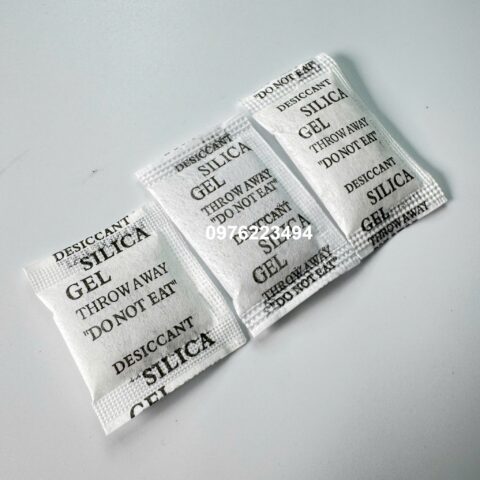 DESICCANT
SILICA
GEL
THROW AWAY
"DO NOT EAT"
DESICCANT
SILICA
GEL
DESICCANT
SILICA
GEL
THROW AWAY
"DO NOT EAT"
DESICCANT
SILICA
GEL
THROW AWAY
"DO NOT EAT"
"DO NOT EAT"
DESICCANT
SILICA
GEL
THROW AWAY
"DO NOT EAT"
DESICCANT
SILICA
GEL
THROW AWAY
0976223494